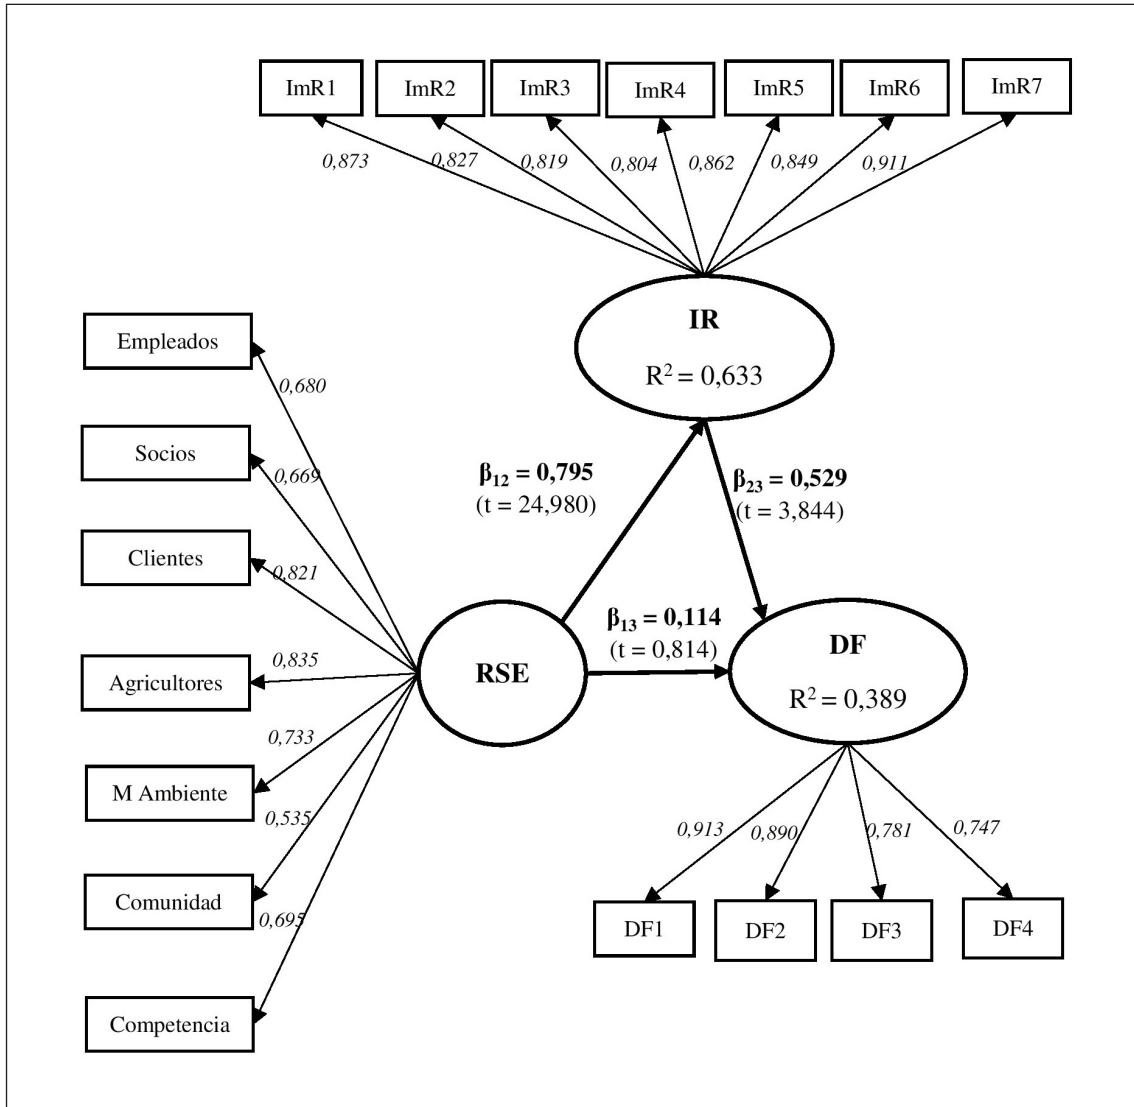 ImR1 ImR2 ImR3 ImR4 ImR5 ImR6 ImR7
0,873 0,827 0,819 0,804 0,862 0,849 0,911
IR
R² = 0,633
Empleados
0,680
Socios
0,669
β₁₂ = 0,795
(t = 24,980)
β₂₃ = 0,529
(t = 3,844)
Clientes
0,821
Agricultores
0,835
RSE
β₁₃ = 0,114
(t = 0,814)
DF
R² = 0,389
M Ambiente
0,733
Comunidad
0,535
Competencia
0,695
0,913 0,890 0,781 0,747
DF1 DF2 DF3 DF4